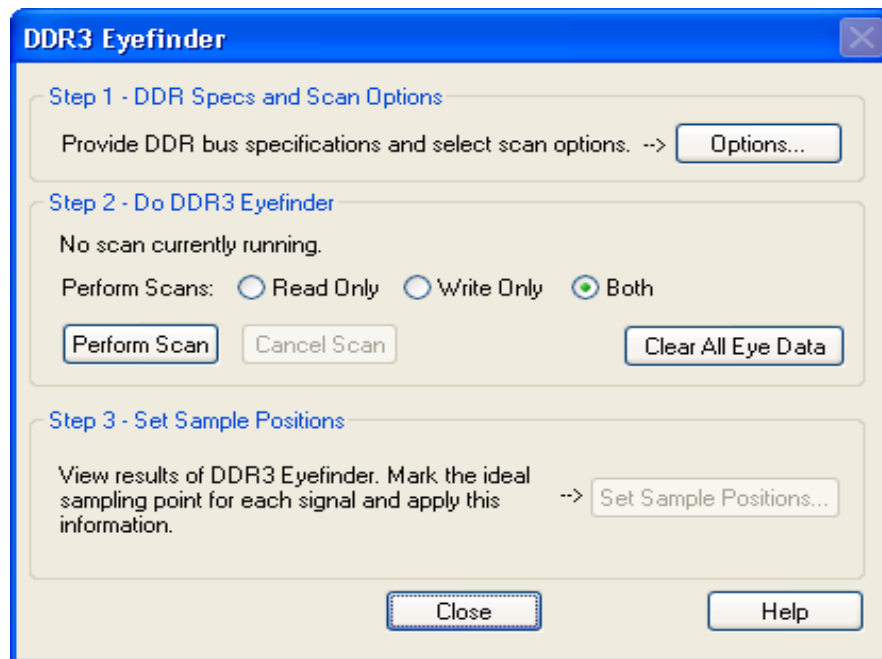 DDR3 Eyefinder
Step 1 - DDR Specs and Scan Options
Provide DDR bus specifications and select scan options. --> Options...
Step 2 - Do DDR3 Eyefinder
No scan currently running.
Perform Scans: Read Only Write Only Both
Perform Scan Cancel Scan Clear All Eye Data
Step 3 - Set Sample Positions
View results of DDR3 Eyefinder. Mark the ideal
sampling point for each signal and apply this
information.
--> Set Sample Positions...
Close Help